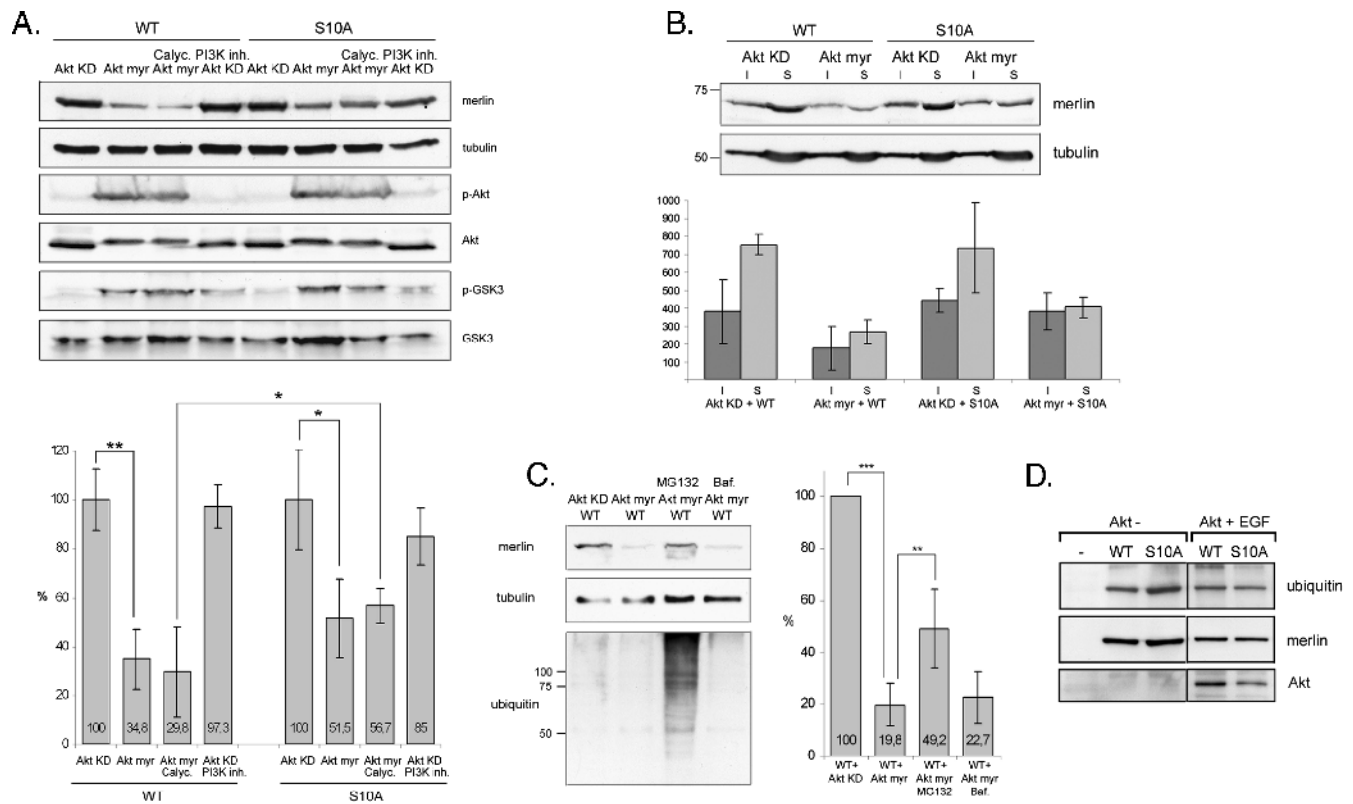 A.
WT S10A
Calyc. PI3K inh. Calyc. PI3K inh.
Akt KD Akt myr Akt myr Akt KD Akt KD Akt myr Akt myr Akt KD
merlin
tubulin
p-Akt
Akt
p-GSK3
GSK3
** * *
120
100
80
60
40
20
0
%
100 34,8 29,8 97,3 100 51,5 56,7 85
Akt KD Akt myr Akt myr Akt KD Akt KD Akt myr Akt myr Akt KD
Calyc. PI3K inh. Calyc. PI3K inh.
WT S10A
B.
WT S10A
Akt KD Akt myr Akt KD Akt myr
I S I S I S I S
75
merlin
50
tubulin
1000
900
800
700
600
500
400
300
200
100
I S I S I S I S
Akt KD + WT Akt myr + WT Akt KD + S10A Akt myr + S10A
C.
MG132 Baf.
Akt KD Akt myr Akt myr Akt myr
WT WT WT WT
merlin
tubulin
100
75
ubiquitin
50
*** **
100
90
80
70
60
50
40
30
20
10
0
%
100 19,8 49,2 22,7
WT+ WT+ WT+ WT+
Akt KD Akt myr Akt myr Akt myr
MG132 Baf.
D.
Akt - Akt + EGF
- WT S10A WT S10A
ubiquitin
merlin
Akt